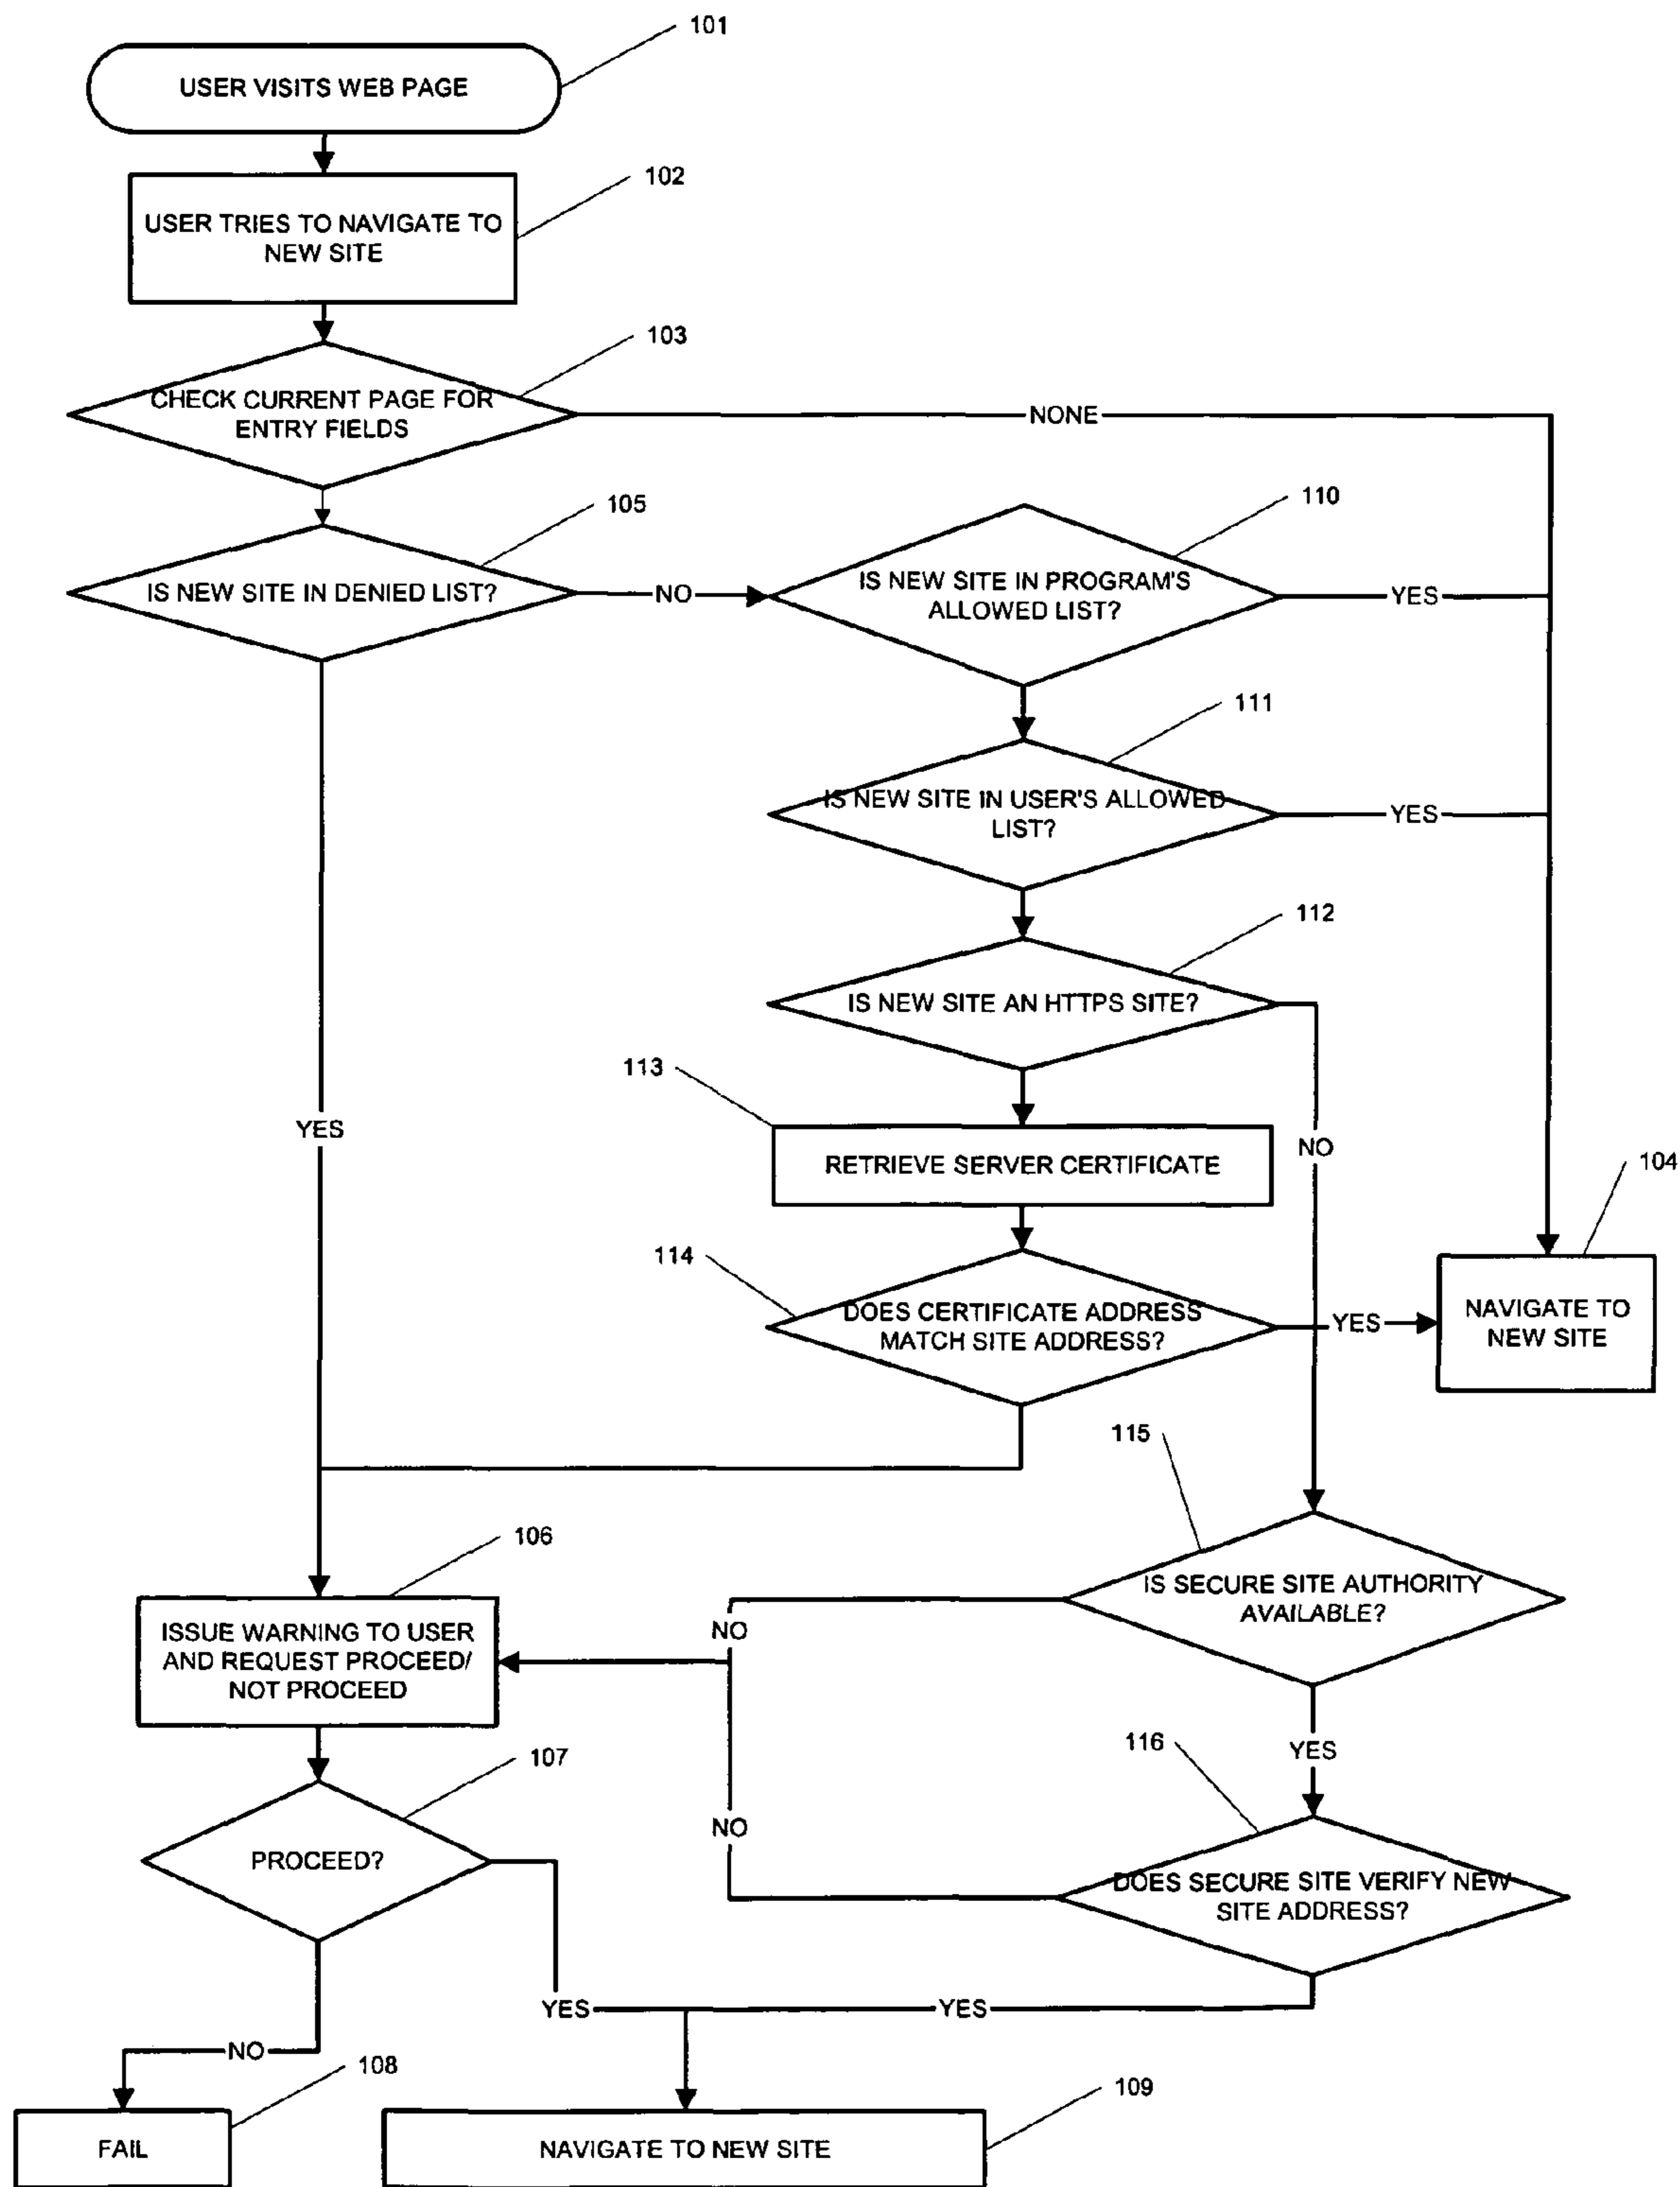 101
USER VISITS WEB PAGE
102
USER TRIES TO NAVIGATE TO
NEW SITE
103
CHECK CURRENT PAGE FOR
ENTRY FIELDS
NONE
105
IS NEW SITE IN DENIED LIST?
NO
110
IS NEW SITE IN PROGRAM'S
ALLOWED LIST?
YES
111
IS NEW SITE IN USER'S ALLOWED
LIST?
YES
112
IS NEW SITE AN HTTPS SITE?
113
YES
NO
RETRIEVE SERVER CERTIFICATE
104
114
DOES CERTIFICATE ADDRESS
MATCH SITE ADDRESS?
YES
NAVIGATE TO
NEW SITE
115
106
IS SECURE SITE AUTHORITY
AVAILABLE?
NO
ISSUE WARNING TO USER
AND REQUEST PROCEED/
NOT PROCEED
107
116
YES
NO
PROCEED?
DOES SECURE SITE VERIFY NEW
SITE ADDRESS?
YES
YES
NO
108
109
FAIL
NAVIGATE TO NEW SITE